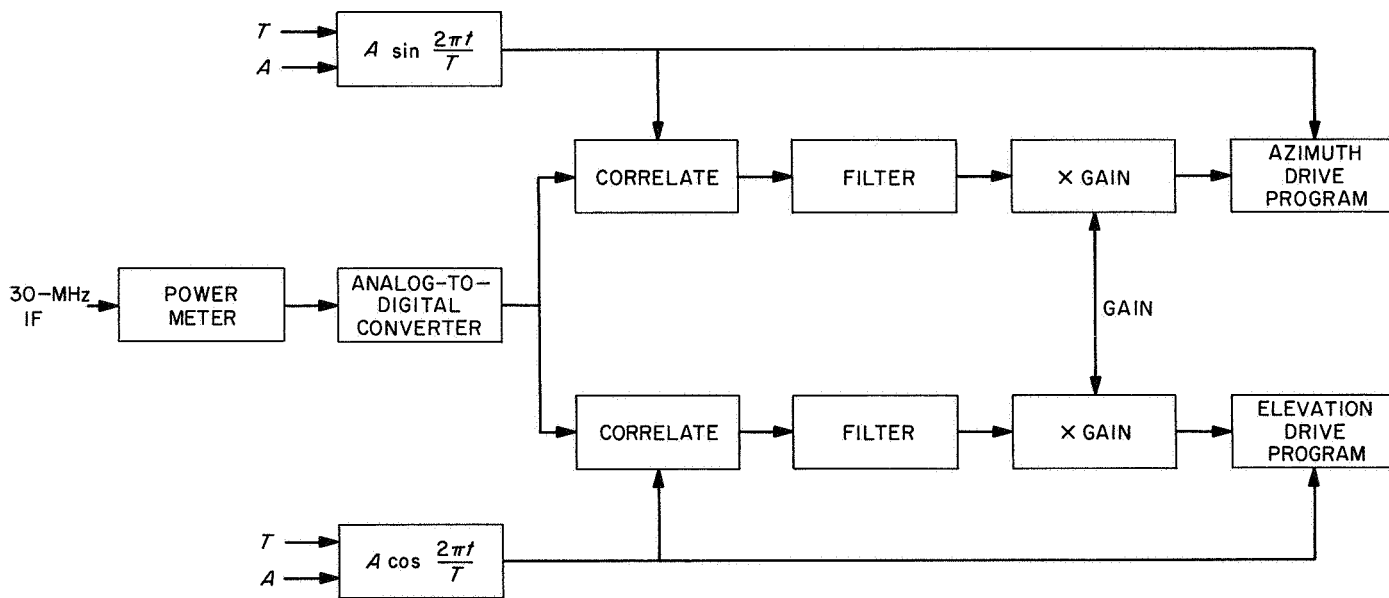 T
A
A sin 2πt/T
CORRELATE
FILTER
× GAIN
AZIMUTH
DRIVE
PROGRAM
30-MHz
IF
POWER
METER
ANALOG-TO-
DIGITAL
CONVERTER
GAIN
CORRELATE
FILTER
× GAIN
ELEVATION
DRIVE
PROGRAM
T
A
A cos 2πt/T